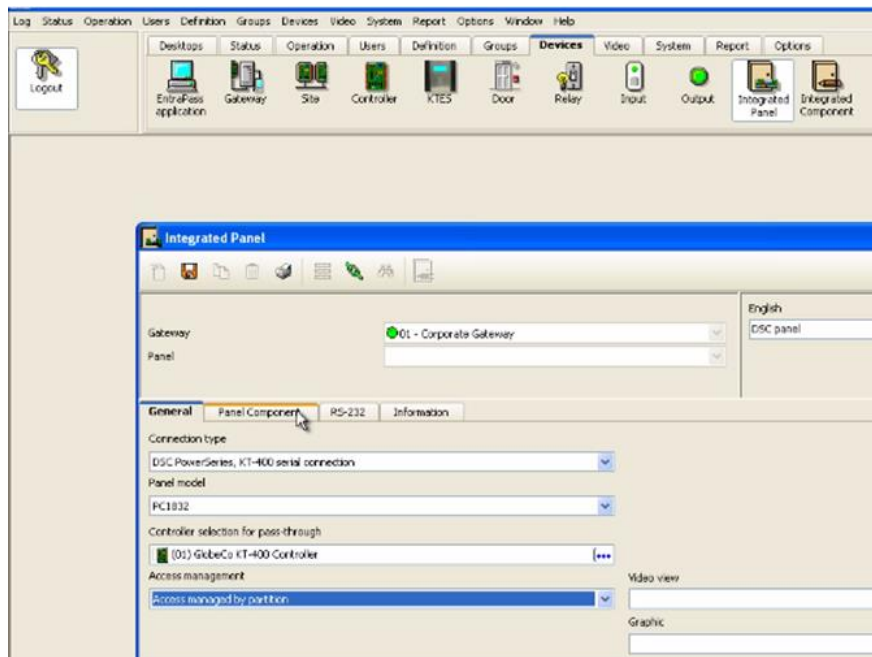 Log Status Operation Users Definition Groups Devices Video System Report Options Window Help
Desktops Status Operation Users Definition Groups Devices Video System Report Options
Logout
EntraPass application Gateway Site Controller KTES Door Relay Input Output Integrated Panel Integrated Component
Integrated Panel
English
Gateway 01 - Corporate Gateway DSC panel
Panel
General Panel Component RS-232 Information
Connection type
DSC PowerSeries, KT-400 serial connection
Panel model
PC1832
Controller selection for pass-through
(01) GlobeCo KT-400 Controller
Access management Video view
Access managed by partition
Graphic